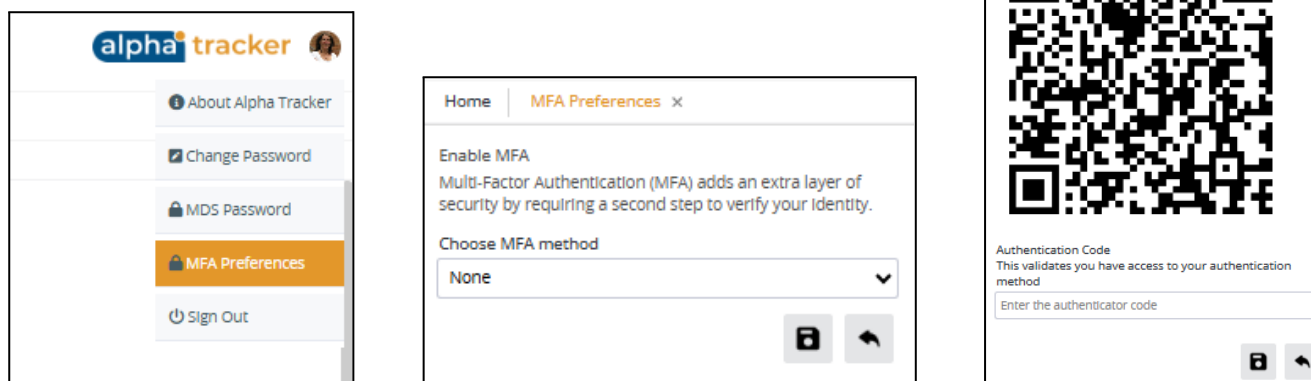 alpha tracker
About Alpha Tracker
Change Password
MDS Password
MFA Preferences
Sign Out
Home MFA Preferences ×
Enable MFA
Multi-Factor Authentication (MFA) adds an extra layer of
security by requiring a second step to verify your identity.
Choose MFA method
None
Authentication Code
This validates you have access to your authentication
method
Enter the authenticator code